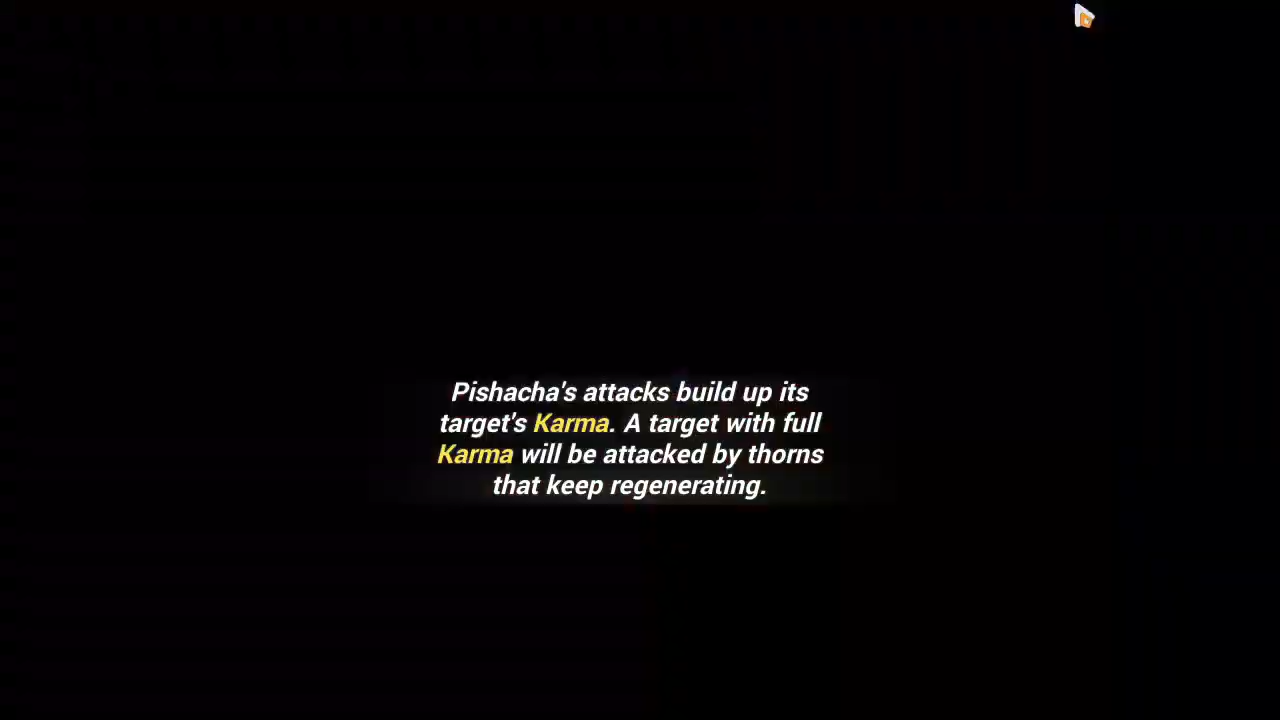 Pishacha's attacks build up its
target's Karma. A target with full
Karma will be attacked by thorns
that keep regenerating.